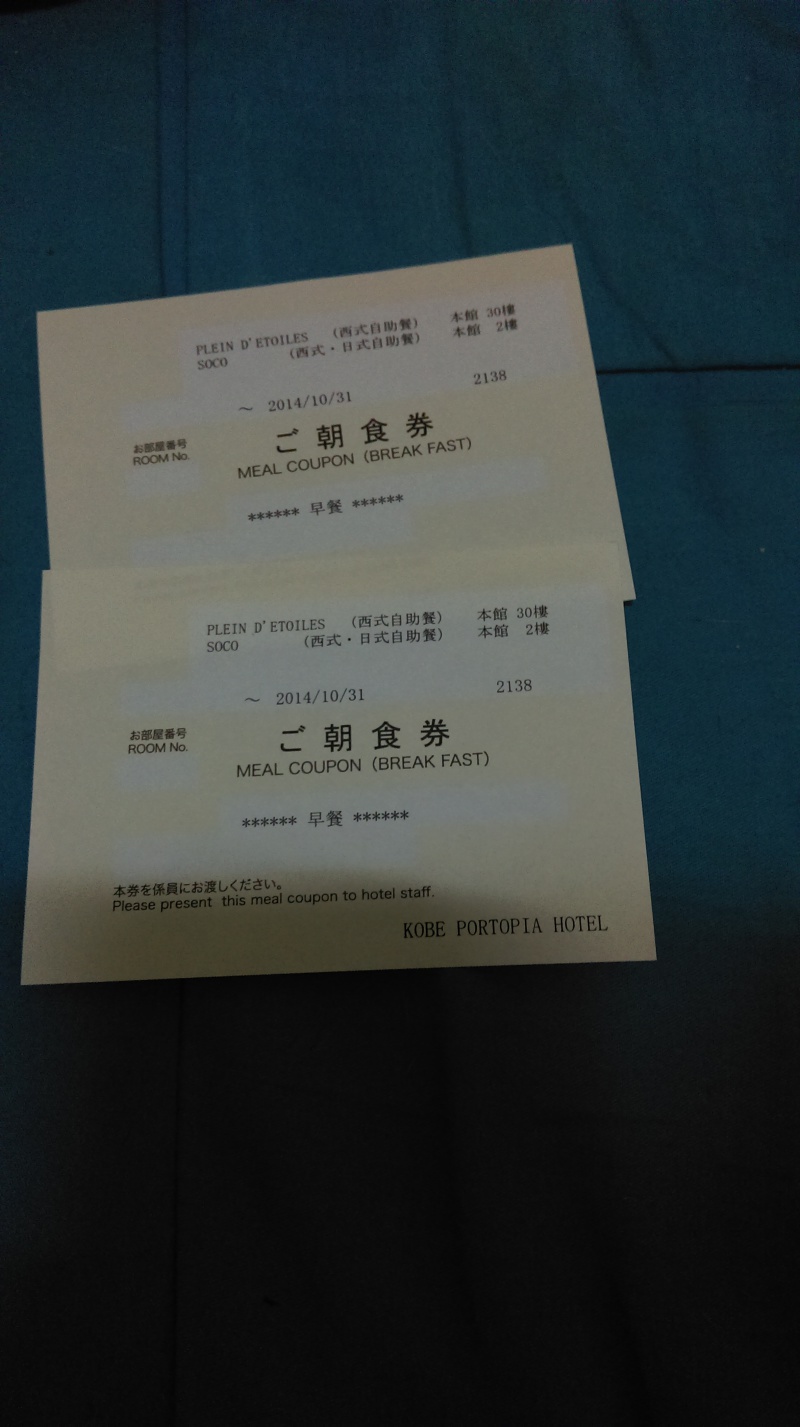 PLEIN D'ETOILES (西式自助餐) 本館 30樓
SOCO (西式・日式自助餐) 本館 2樓
～ 2014/10/31 2138
お部屋番号
ROOM No.
ご朝食券
MEAL COUPON (BREAK FAST)
****** 早餐 ******
PLEIN D'ETOILES (西式自助餐) 本館 30樓
SOCO (西式・日式自助餐) 本館 2樓
～ 2014/10/31 2138
お部屋番号
ROOM No.
ご朝食券
MEAL COUPON (BREAK FAST)
****** 早餐 ******
本券を係員にお渡しください。
Please present this meal coupon to hotel staff.
KOBE PORTOPIA HOTEL